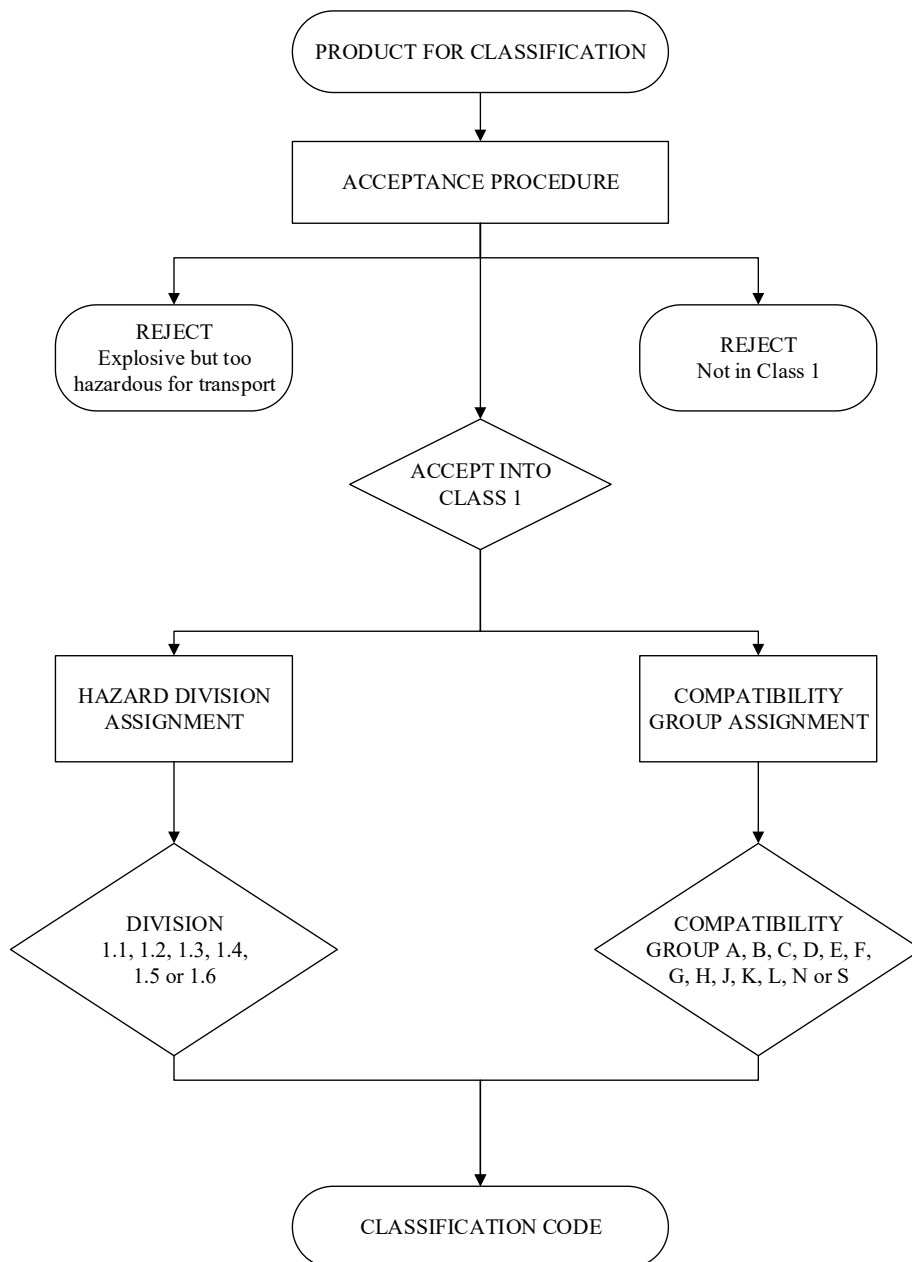 PRODUCT FOR CLASSIFICATION
ACCEPTANCE PROCEDURE
REJECT
Explosive but too
hazardous for transport
REJECT
Not in Class 1
ACCEPT INTO
CLASS 1
HAZARD DIVISION
ASSIGNMENT
COMPATIBILITY
GROUP ASSIGNMENT
DIVISION
1.1, 1.2, 1.3, 1.4,
1.5 or 1.6
COMPATIBILITY
GROUP A, B, C, D, E, F,
G, H, J, K, L, N or S
CLASSIFICATION CODE